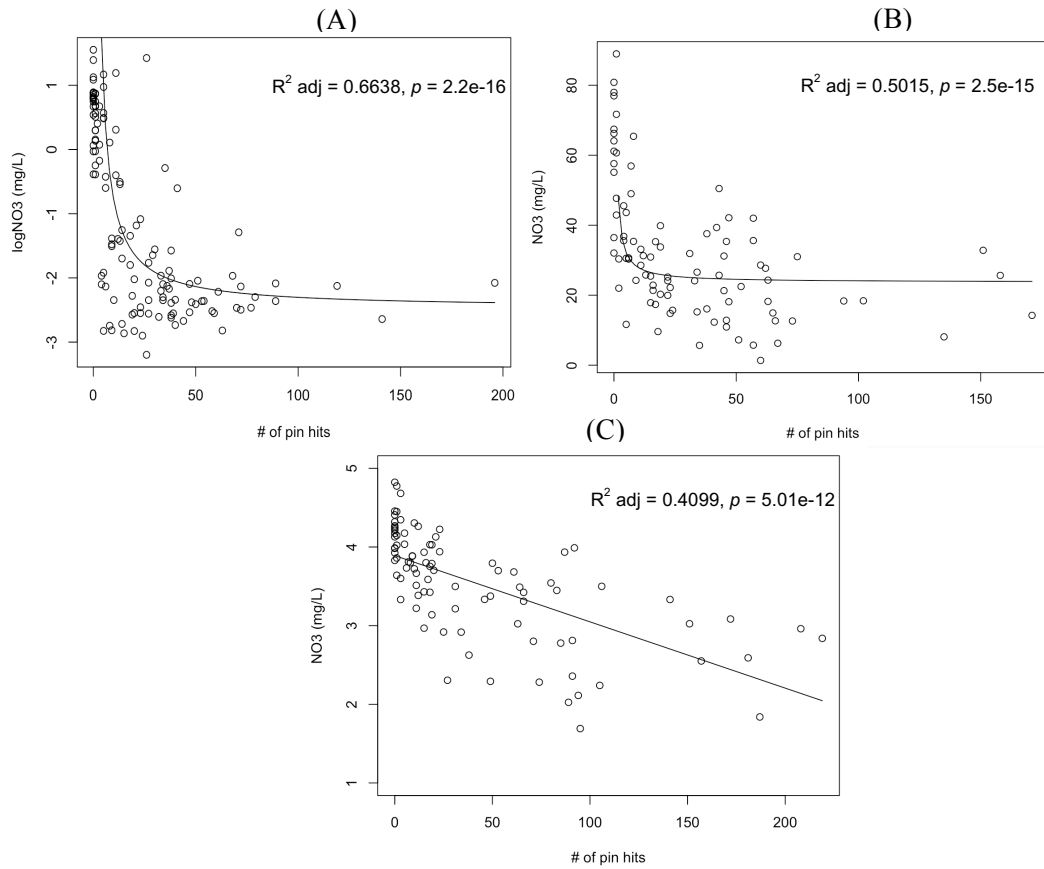 (A)
R² adj = 0.6638, p = 2.2e-16
logNO3 (mg/L)
1
0
-1
-2
-3
0 50 100 150 200
# of pin hits
(B)
R² adj = 0.5015, p = 2.5e-15
NO3 (mg/L)
80
60
40
20
0
0 50 100 150
# of pin hits
(C)
R² adj = 0.4099, p = 5.01e-12
NO3 (mg/L)
5
4
3
2
1
0 50 100 150 200
# of pin hits